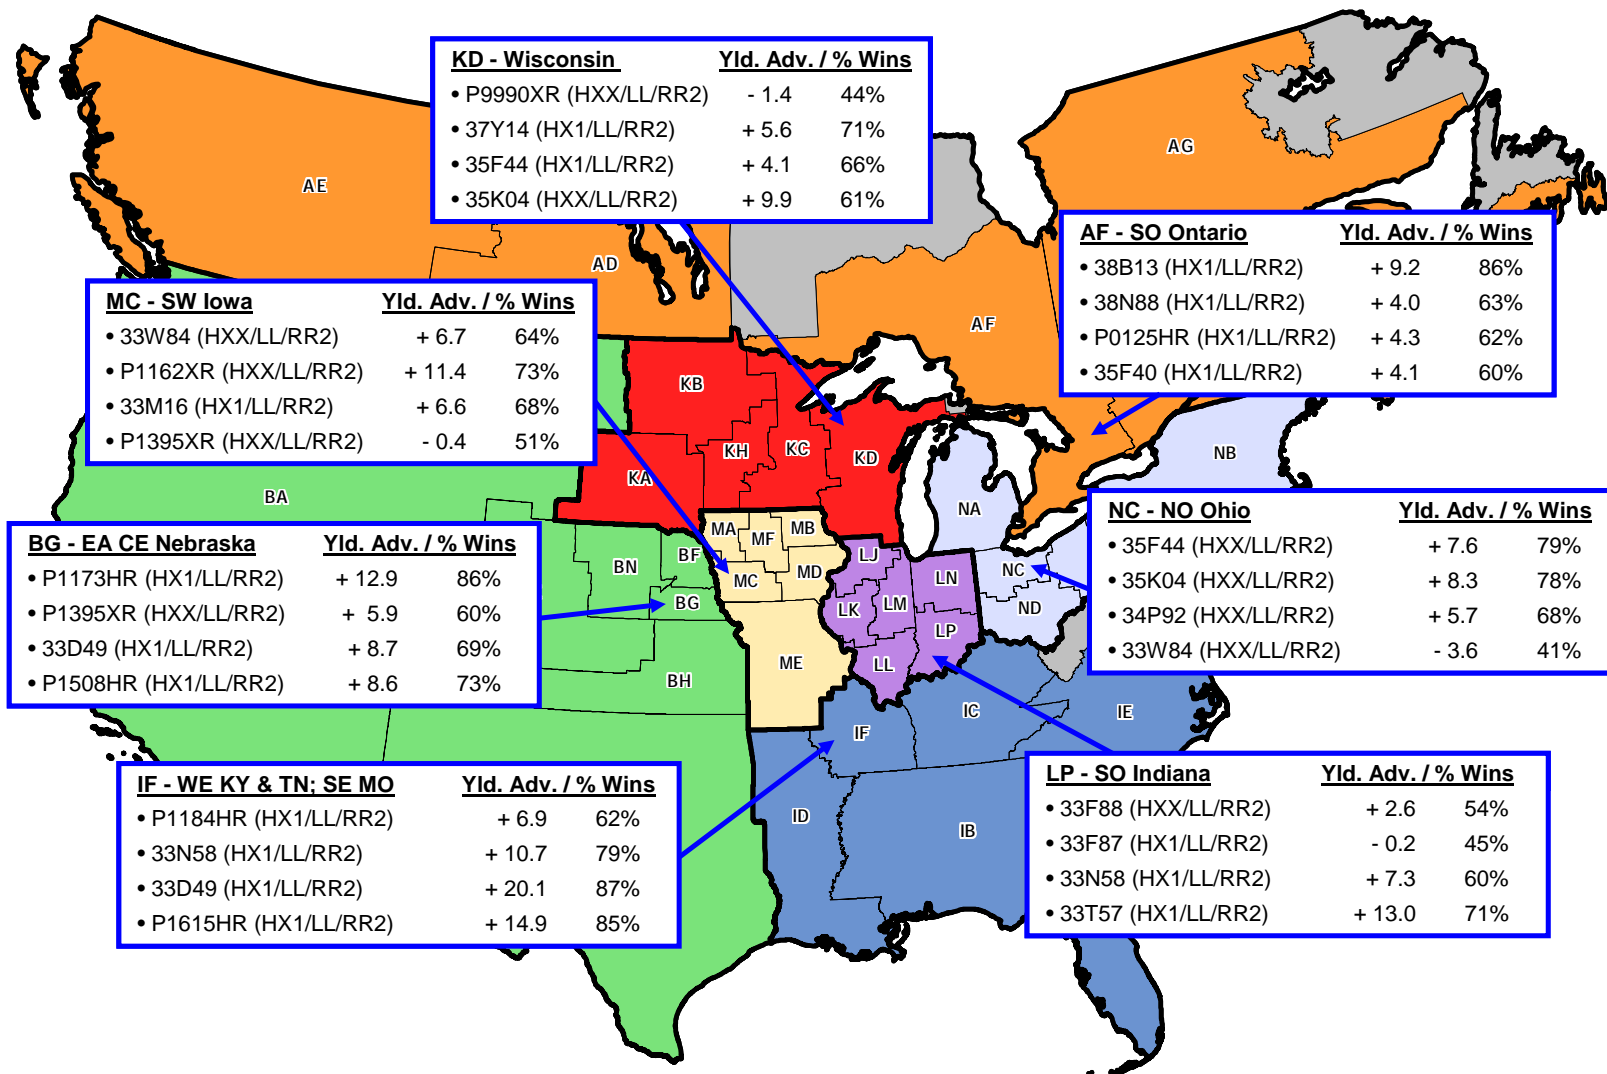 KD - Wisconsin Yld. Adv. / % Wins
• P9990XR (HXX/LL/RR2) - 1.4 44%
• 37Y14 (HX1/LL/RR2) + 5.6 71%
• 35F44 (HX1/LL/RR2) + 4.1 66%
• 35K04 (HXX/LL/RR2) + 9.9 61%
AG
AE
AF - SO Ontario Yld. Adv. / % Wins
• 38B13 (HX1/LL/RR2) + 9.2 86%
• 38N88 (HX1/LL/RR2) + 4.0 63%
• P0125HR (HX1/LL/RR2) + 4.3 62%
• 35F40 (HX1/LL/RR2) + 4.1 60%
AD
AF
MC - SW Iowa Yld. Adv. / % Wins
• 33W84 (HXX/LL/RR2) + 6.7 64%
• P1162XR (HXX/LL/RR2) + 11.4 73%
• 33M16 (HX1/LL/RR2) + 6.6 68%
• P1395XR (HXX/LL/RR2) - 0.4 51%
KB
KH
KC
KD
KA
NB
BA
NA
NC - NO Ohio Yld. Adv. / % Wins
• 35F44 (HXX/LL/RR2) + 7.6 79%
• 35K04 (HXX/LL/RR2) + 8.3 78%
• 34P92 (HXX/LL/RR2) + 5.7 68%
• 33W84 (HXX/LL/RR2) - 3.6 41%
BG - EA CE Nebraska Yld. Adv. / % Wins
• P1173HR (HX1/LL/RR2) + 12.9 86%
• P1395XR (HXX/LL/RR2) + 5.9 60%
• 33D49 (HX1/LL/RR2) + 8.7 69%
• P1508HR (HX1/LL/RR2) + 8.6 73%
MA
MF
MB
BN
BF
MC
MD
LJ
LN
NC
BG
LK
LM
ND
LP
ME
LL
BH
IF
IC
IE
IF - WE KY & TN; SE MO Yld. Adv. / % Wins
• P1184HR (HX1/LL/RR2) + 6.9 62%
• 33N58 (HX1/LL/RR2) + 10.7 79%
• 33D49 (HX1/LL/RR2) + 20.1 87%
• P1615HR (HX1/LL/RR2) + 14.9 85%
ID
IB
LP - SO Indiana Yld. Adv. / % Wins
• 33F88 (HXX/LL/RR2) + 2.6 54%
• 33F87 (HX1/LL/RR2) - 0.2 45%
• 33N58 (HX1/LL/RR2) + 7.3 60%
• 33T57 (HX1/LL/RR2) + 13.0 71%